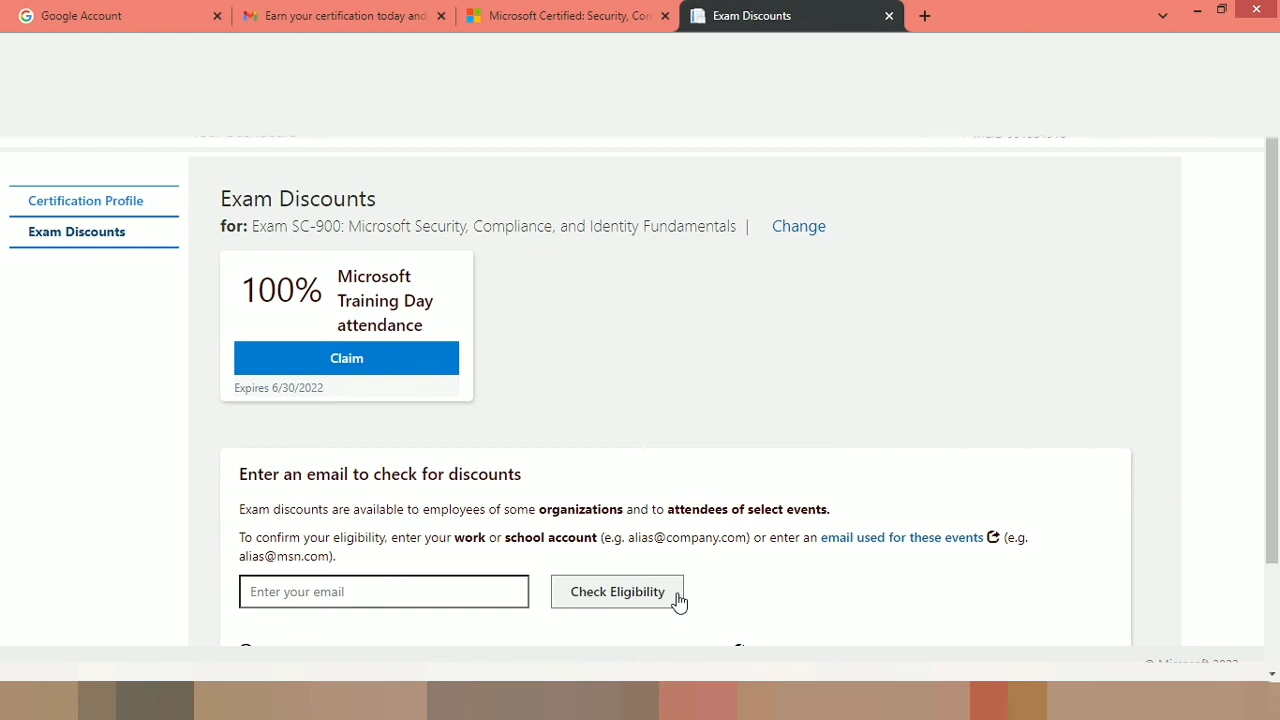 Google Account
Earn your certification today and
Microsoft Certified: Security, Con
Exam Discounts
Certification Profile
Exam Discounts
Exam Discounts
for: Exam SC-900: Microsoft Security, Compliance, and Identity Fundamentals | Change
100%
Microsoft
Training Day
attendance
Claim
Expires 6/30/2022
Enter an email to check for discounts
Exam discounts are available to employees of some organizations and to attendees of select events.
To confirm your eligibility, enter your work or school account (e.g. alias@company.com) or enter an email used for these events (e.g.
alias@msn.com).
Enter your email
Check Eligibility